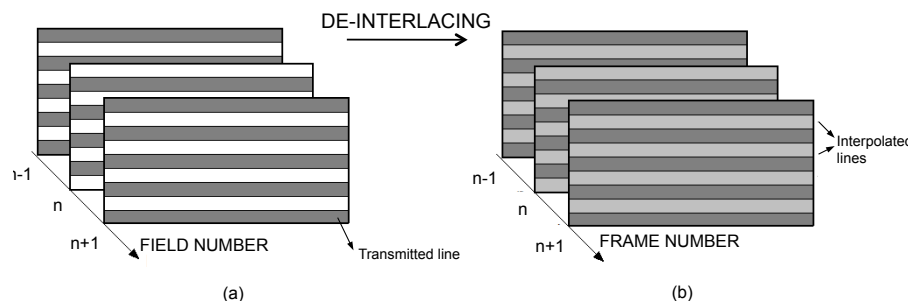 DE-INTERLACING
n-1
n
n+1
FIELD NUMBER
Transmitted line
(a)
Interpolated
lines
n-1
n
n+1
FRAME NUMBER
(b)